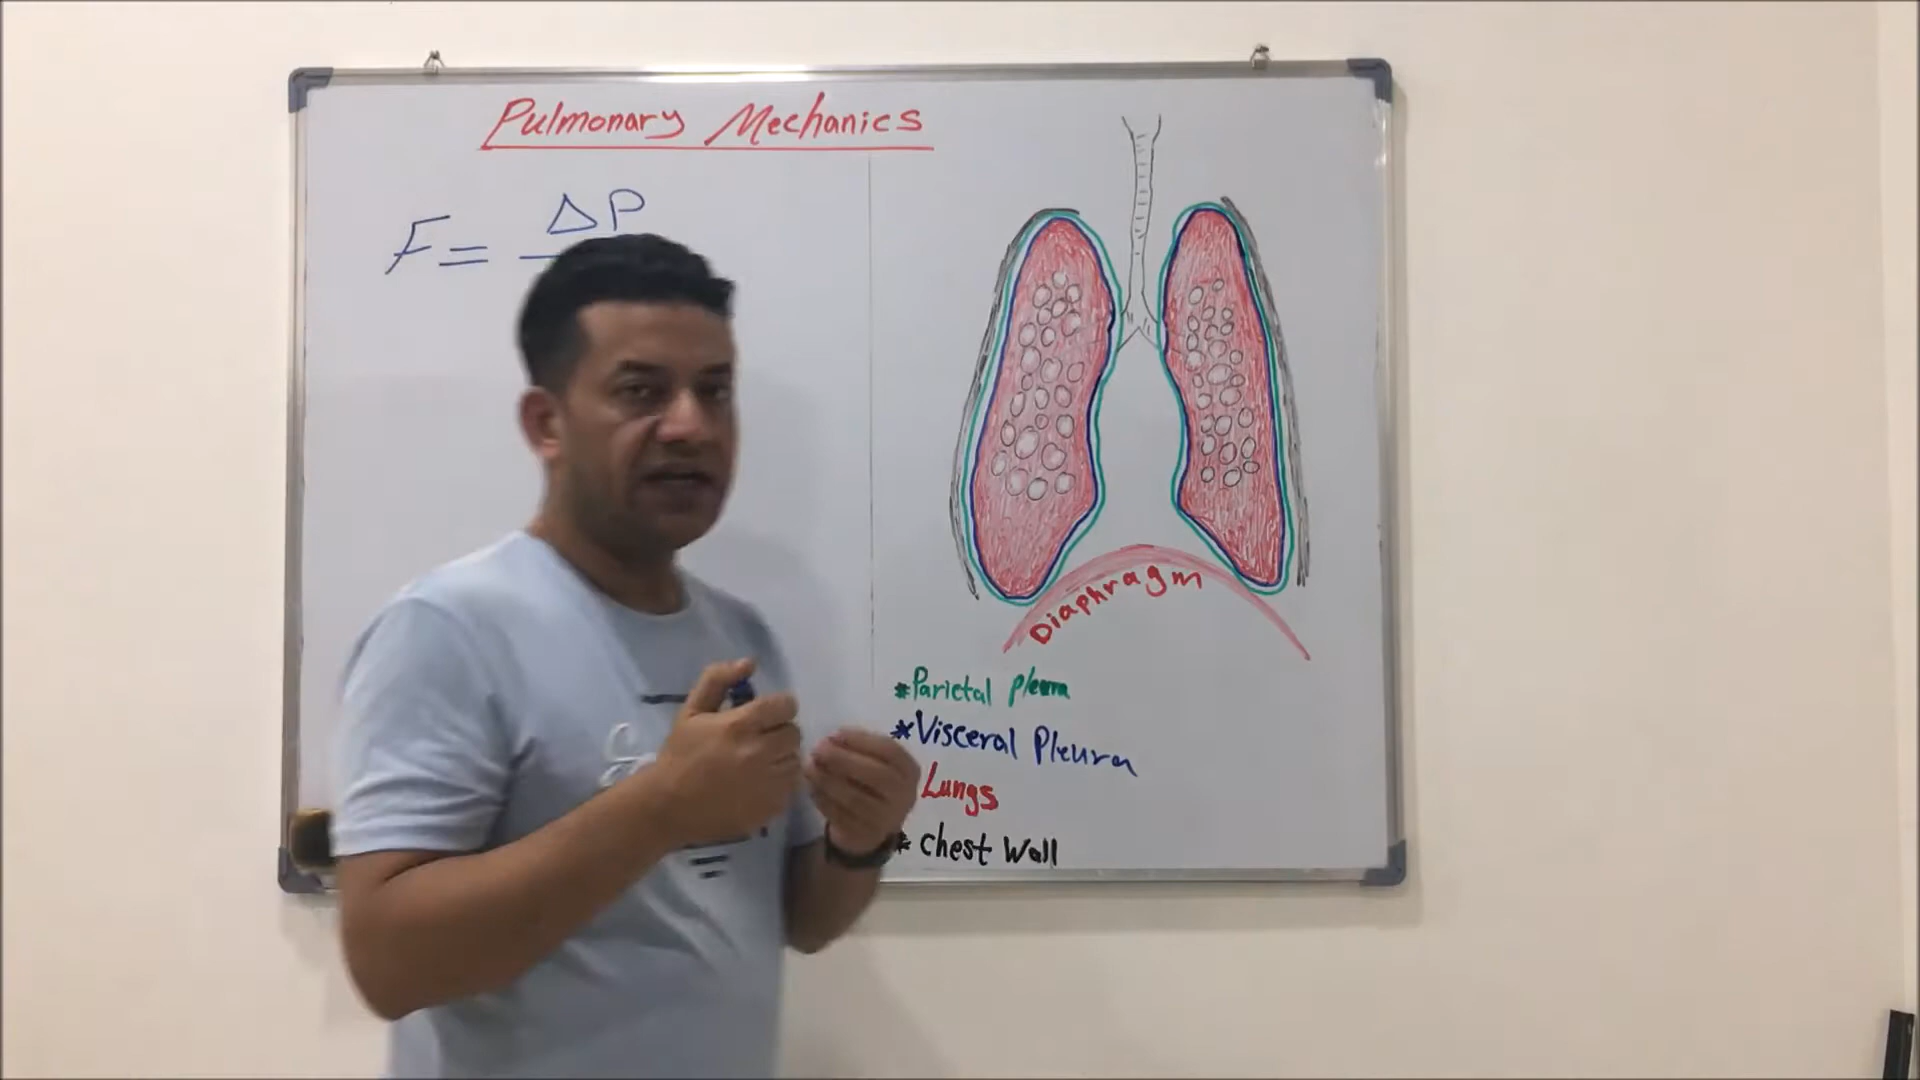 Pulmonary Mechanics
F = ΔP
Diaphragm
*Parietal pleura
*Visceral Pleura
Lungs
* Chest Wall